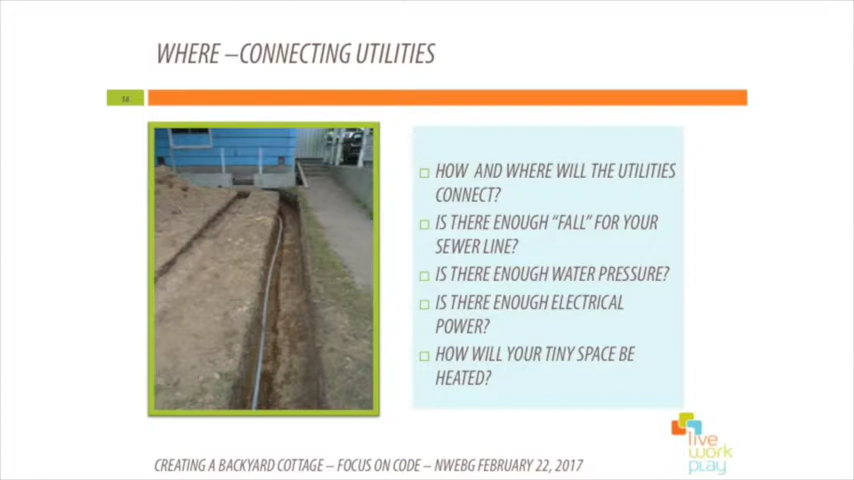 WHERE –CONNECTING UTILITIES
HOW AND WHERE WILL THE UTILITIES
CONNECT?
IS THERE ENOUGH “FALL” FOR YOUR
SEWER LINE?
IS THERE ENOUGH WATER PRESSURE?
IS THERE ENOUGH ELECTRICAL
POWER?
HOW WILL YOUR TINY SPACE BE
HEATED?
live
work
play
CREATING A BACKYARD COTTAGE – FOCUS ON CODE – NWEBG FEBRUARY 22, 2017